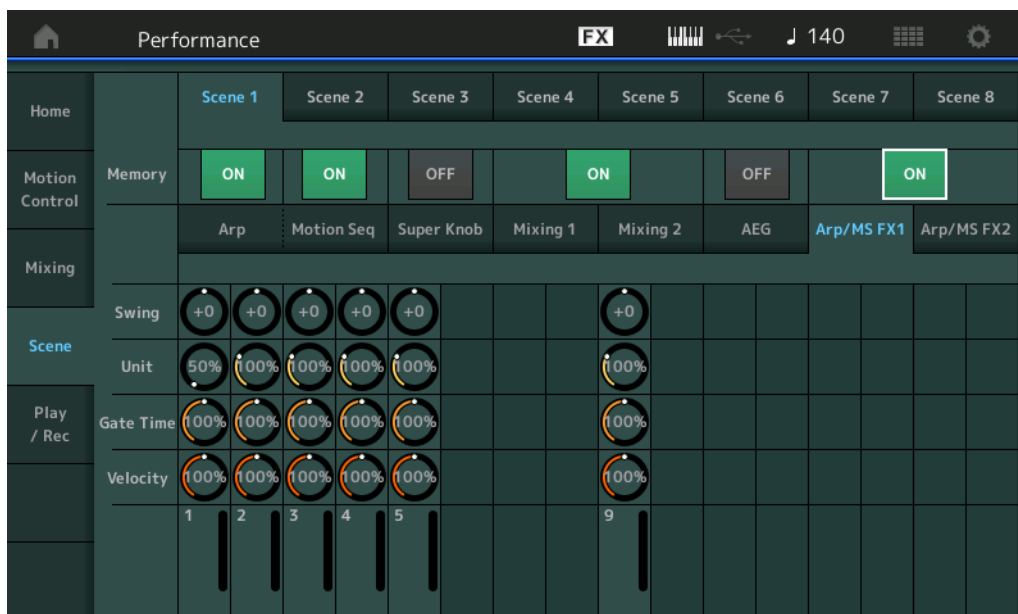 Performance FX 140
Home
Motion
Control
Mixing
Scene
Play
/ Rec
Scene 1 Scene 2 Scene 3 Scene 4 Scene 5 Scene 6 Scene 7 Scene 8
Memory ON ON OFF ON OFF ON
Arp Motion Seq Super Knob Mixing 1 Mixing 2 AEG Arp/MS FX1 Arp/MS FX2
Swing +0 +0 +0 +0 +0 +0
Unit 50% 100% 100% 100% 100% 100%
Gate Time 100% 100% 100% 100% 100% 100%
Velocity 100% 100% 100% 100% 100% 100%
1 2 3 4 5 9